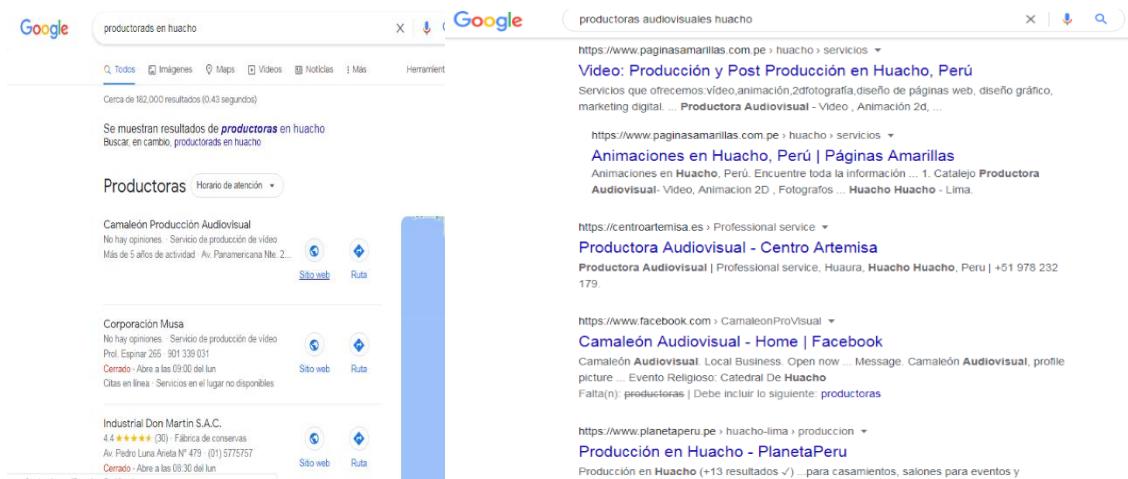 Google
productorads en huacho
Todos Imágenes Maps Vídeos Noticias Más Herramient
Cerca de 182,000 resultados (0.43 segundos)
Se muestran resultados de productoras en huacho
Buscar, en cambio, productorads en huacho
Productoras Horario de atención
Camaleón Producción Audiovisual
No hay opiniones. · Servicio de producción de vídeo
Más de 5 años de actividad · Av. Panamericana Nte. 2...
Sitio web Ruta
Corporación Musa
No hay opiniones. · Servicio de producción de vídeo
Prol. Espinar 265 · 901 339 031
Cerrado · Abre a las 09:00 del lun
Citas en línea · Servicios en el lugar no disponibles
Sitio web Ruta
Industrial Don Martín S.A.C.
4.4 (30) · Fábrica de conservas
Av. Pedro Luna Arieta N° 479 · (01) 5775757
Cerrado · Abre a las 08:30 del lun
Sitio web Ruta
Google
productoras audiovisuales huacho
https://www.paginasamarillas.com.pe › huacho › servicios
Video: Producción y Post Producción en Huacho, Perú
Servicios que ofrecemos:vídeo,animación,2dfotografía,diseño de páginas web, diseño gráfico,
marketing digital. ... Productora Audiovisual - Video , Animación 2d, ...
https://www.paginasamarillas.com.pe › huacho › servicios
Animaciones en Huacho, Perú | Páginas Amarillas
Animaciones en Huacho, Perú. Encuentre toda la información ... 1. Catalejo Productora
Audiovisual- Video, Animacion 2D , Fotografos ... Huacho Huacho - Lima.
https://centroartemisa.es › Professional service
Productora Audiovisual - Centro Artemisa
Productora Audiovisual | Professional service, Huaura, Huacho Huacho, Peru | +51 978 232
179.
https://www.facebook.com › CamaleonProVisual
Camaleón Audiovisual - Home | Facebook
Camaleón Audiovisual. Local Business. Open now ... Message. Camaleón Audiovisual, profile
picture ... Evento Religioso: Catedral De Huacho
Falta(n): productoras | Debe incluir lo siguiente: productoras
https://www.planetaperu.pe › huacho-lima › produccion
Producción en Huacho - PlanetaPeru
Producción en Huacho (+13 resultados ✓) ...para casamientos, salones para eventos y